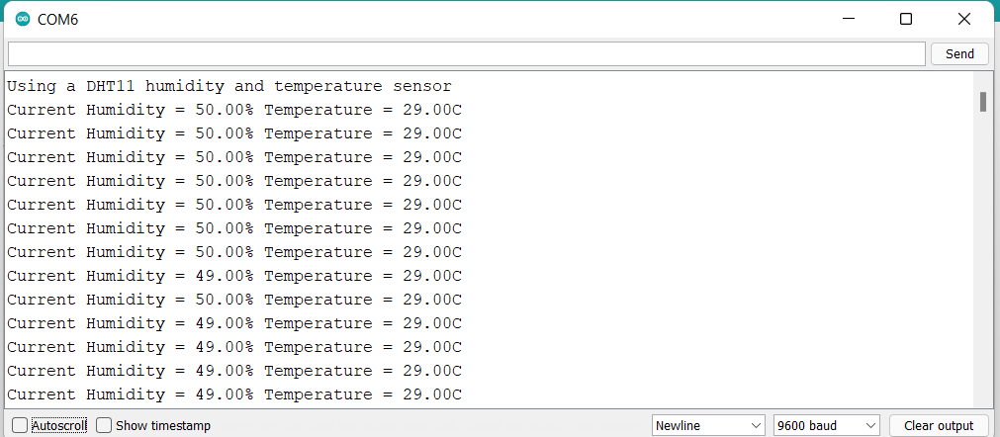 COM6
Send
Using a DHT11 humidity and temperature sensor
Current Humidity = 50.00% Temperature = 29.00C
Current Humidity = 50.00% Temperature = 29.00C
Current Humidity = 50.00% Temperature = 29.00C
Current Humidity = 50.00% Temperature = 29.00C
Current Humidity = 50.00% Temperature = 29.00C
Current Humidity = 50.00% Temperature = 29.00C
Current Humidity = 50.00% Temperature = 29.00C
Current Humidity = 49.00% Temperature = 29.00C
Current Humidity = 50.00% Temperature = 29.00C
Current Humidity = 49.00% Temperature = 29.00C
Current Humidity = 49.00% Temperature = 29.00C
Current Humidity = 49.00% Temperature = 29.00C
Current Humidity = 49.00% Temperature = 29.00C
Autoscroll Show timestamp Newline 9600 baud Clear output